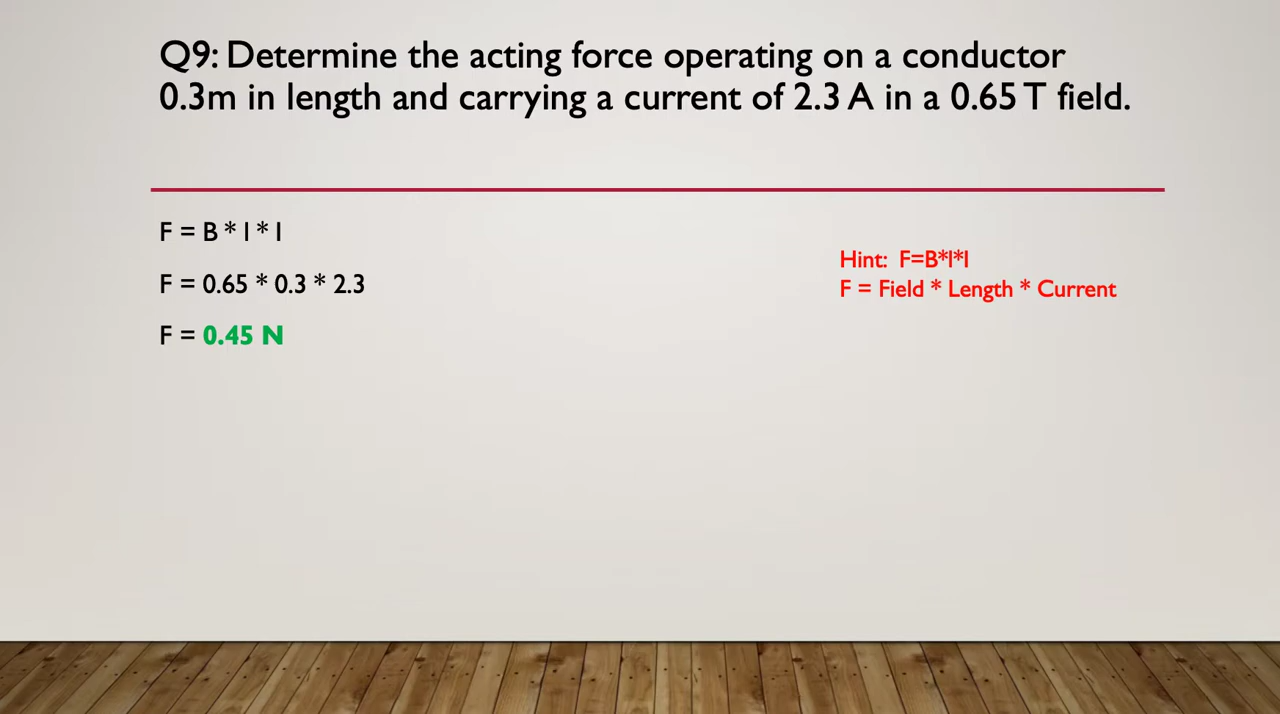 Q9: Determine the acting force operating on a conductor
0.3m in length and carrying a current of 2.3 A in a 0.65 T field.
F = B * l * I
F = 0.65 * 0.3 * 2.3
F = 0.45 N
Hint: F=B*l*I
F = Field * Length * Current